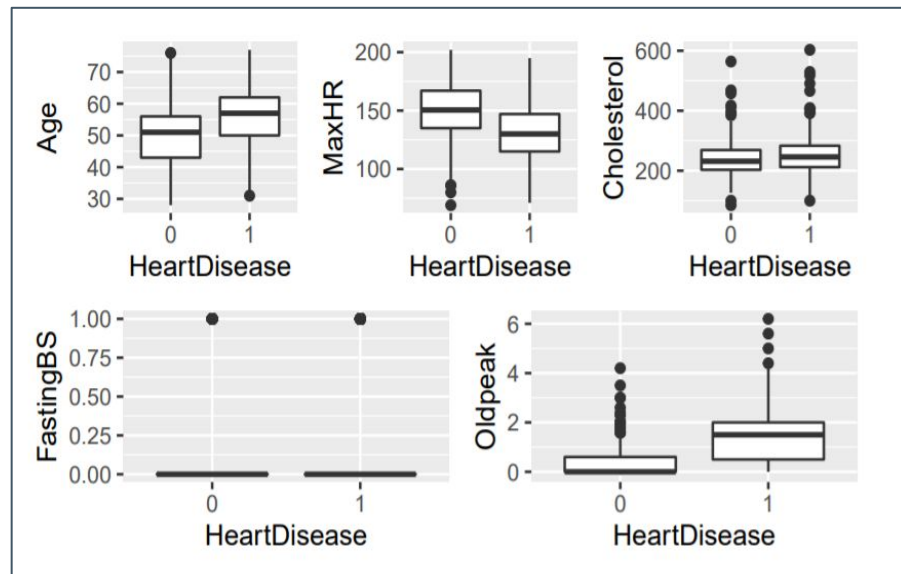 Age
70
60
50
40
30
0 1
HeartDisease
MaxHR
200
150
100
0 1
HeartDisease
Cholesterol
600
400
200
0 1
HeartDisease
FastingBS
1.00
0.75
0.50
0.25
0.00
0 1
HeartDisease
Oldpeak
6
4
2
0
0 1
HeartDisease